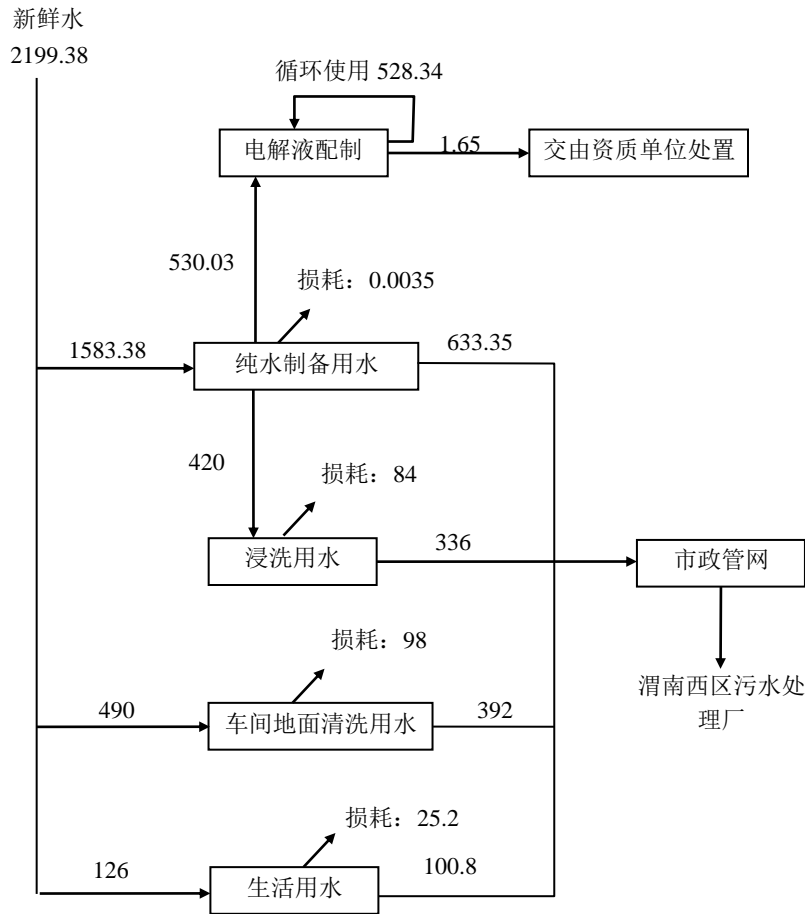 新鲜水
2199.38
循环使用 528.34
电解液配制
1.65
交由资质单位处置
530.03
损耗：0.0035
1583.38
纯水制备用水
633.35
420
损耗：84
浸洗用水
336
市政管网
损耗：98
渭南西区污水处
理厂
490
车间地面清洗用水
392
损耗：25.2
126
生活用水
100.8